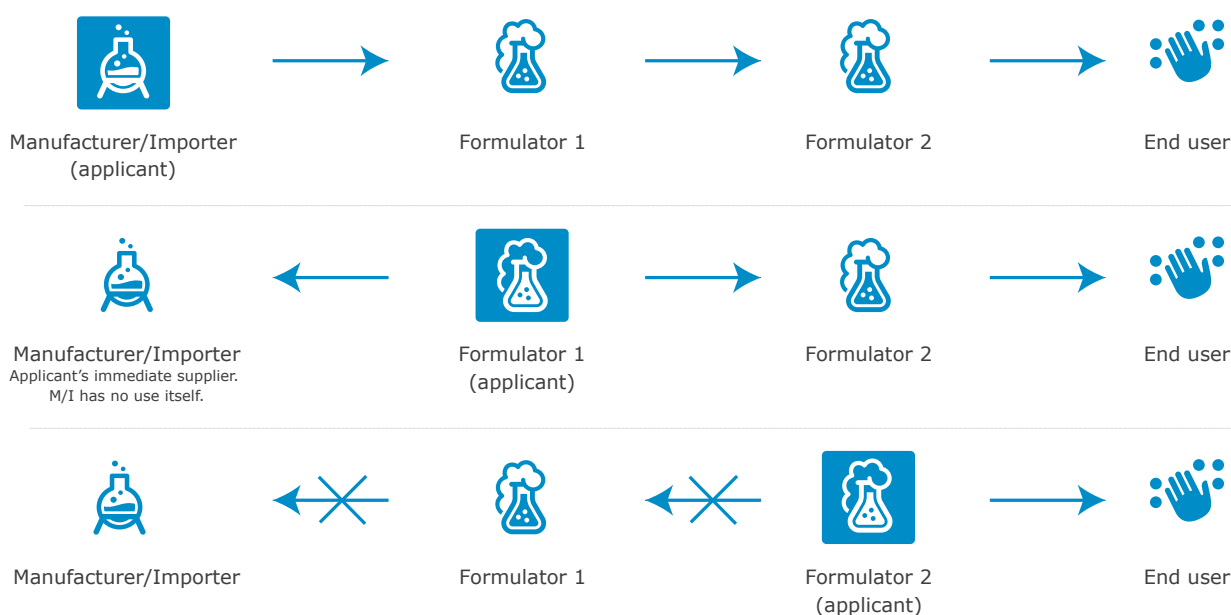 Manufacturer/Importer
(applicant)
Formulator 1
Formulator 2
End user
Manufacturer/Importer
Applicant’s immediate supplier.
M/I has no use itself.
Formulator 1
(applicant)
Formulator 2
End user
Manufacturer/Importer
Formulator 1
Formulator 2
(applicant)
End user